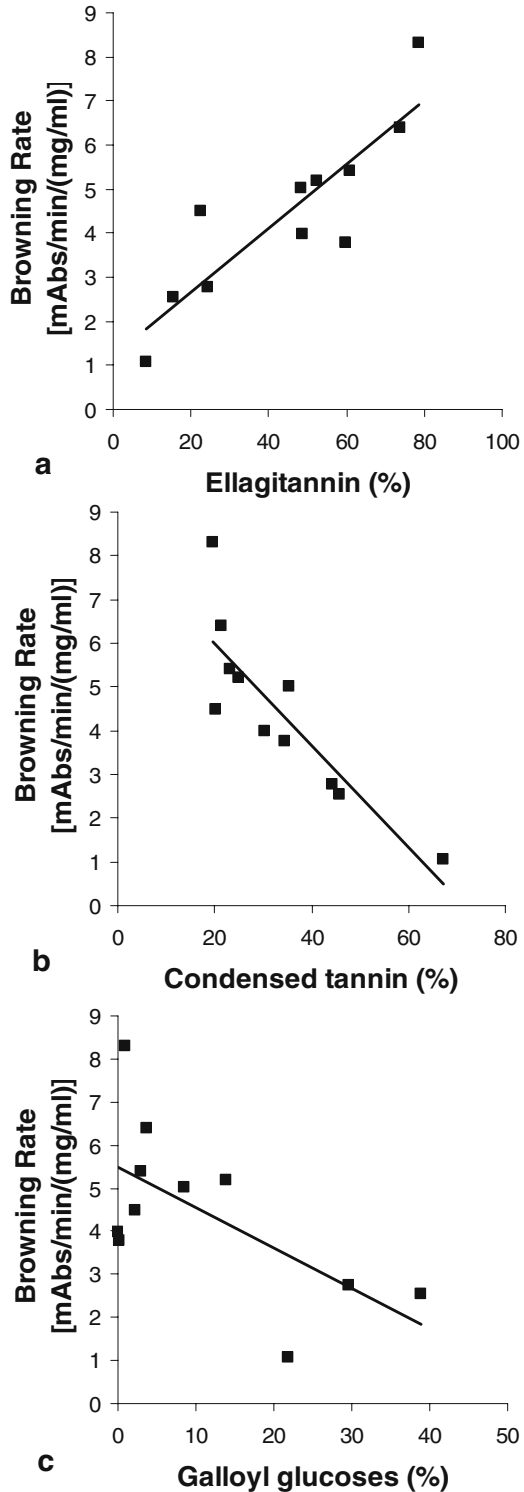 9
8
7
6
5
4
3
2
1
0
Browning Rate
[mAbs/min/(mg/ml)]
0 20 40 60 80 100
a
Ellagitannin (%)
9
8
7
6
5
4
3
2
1
0
Browning Rate
[mAbs/min/(mg/ml)]
0 20 40 60 80
b
Condensed tannin (%)
9
8
7
6
5
4
3
2
1
0
Browning Rate
[mAbs/min/(mg/ml)]
0 10 20 30 40 50
c
Galloyl glucoses (%)